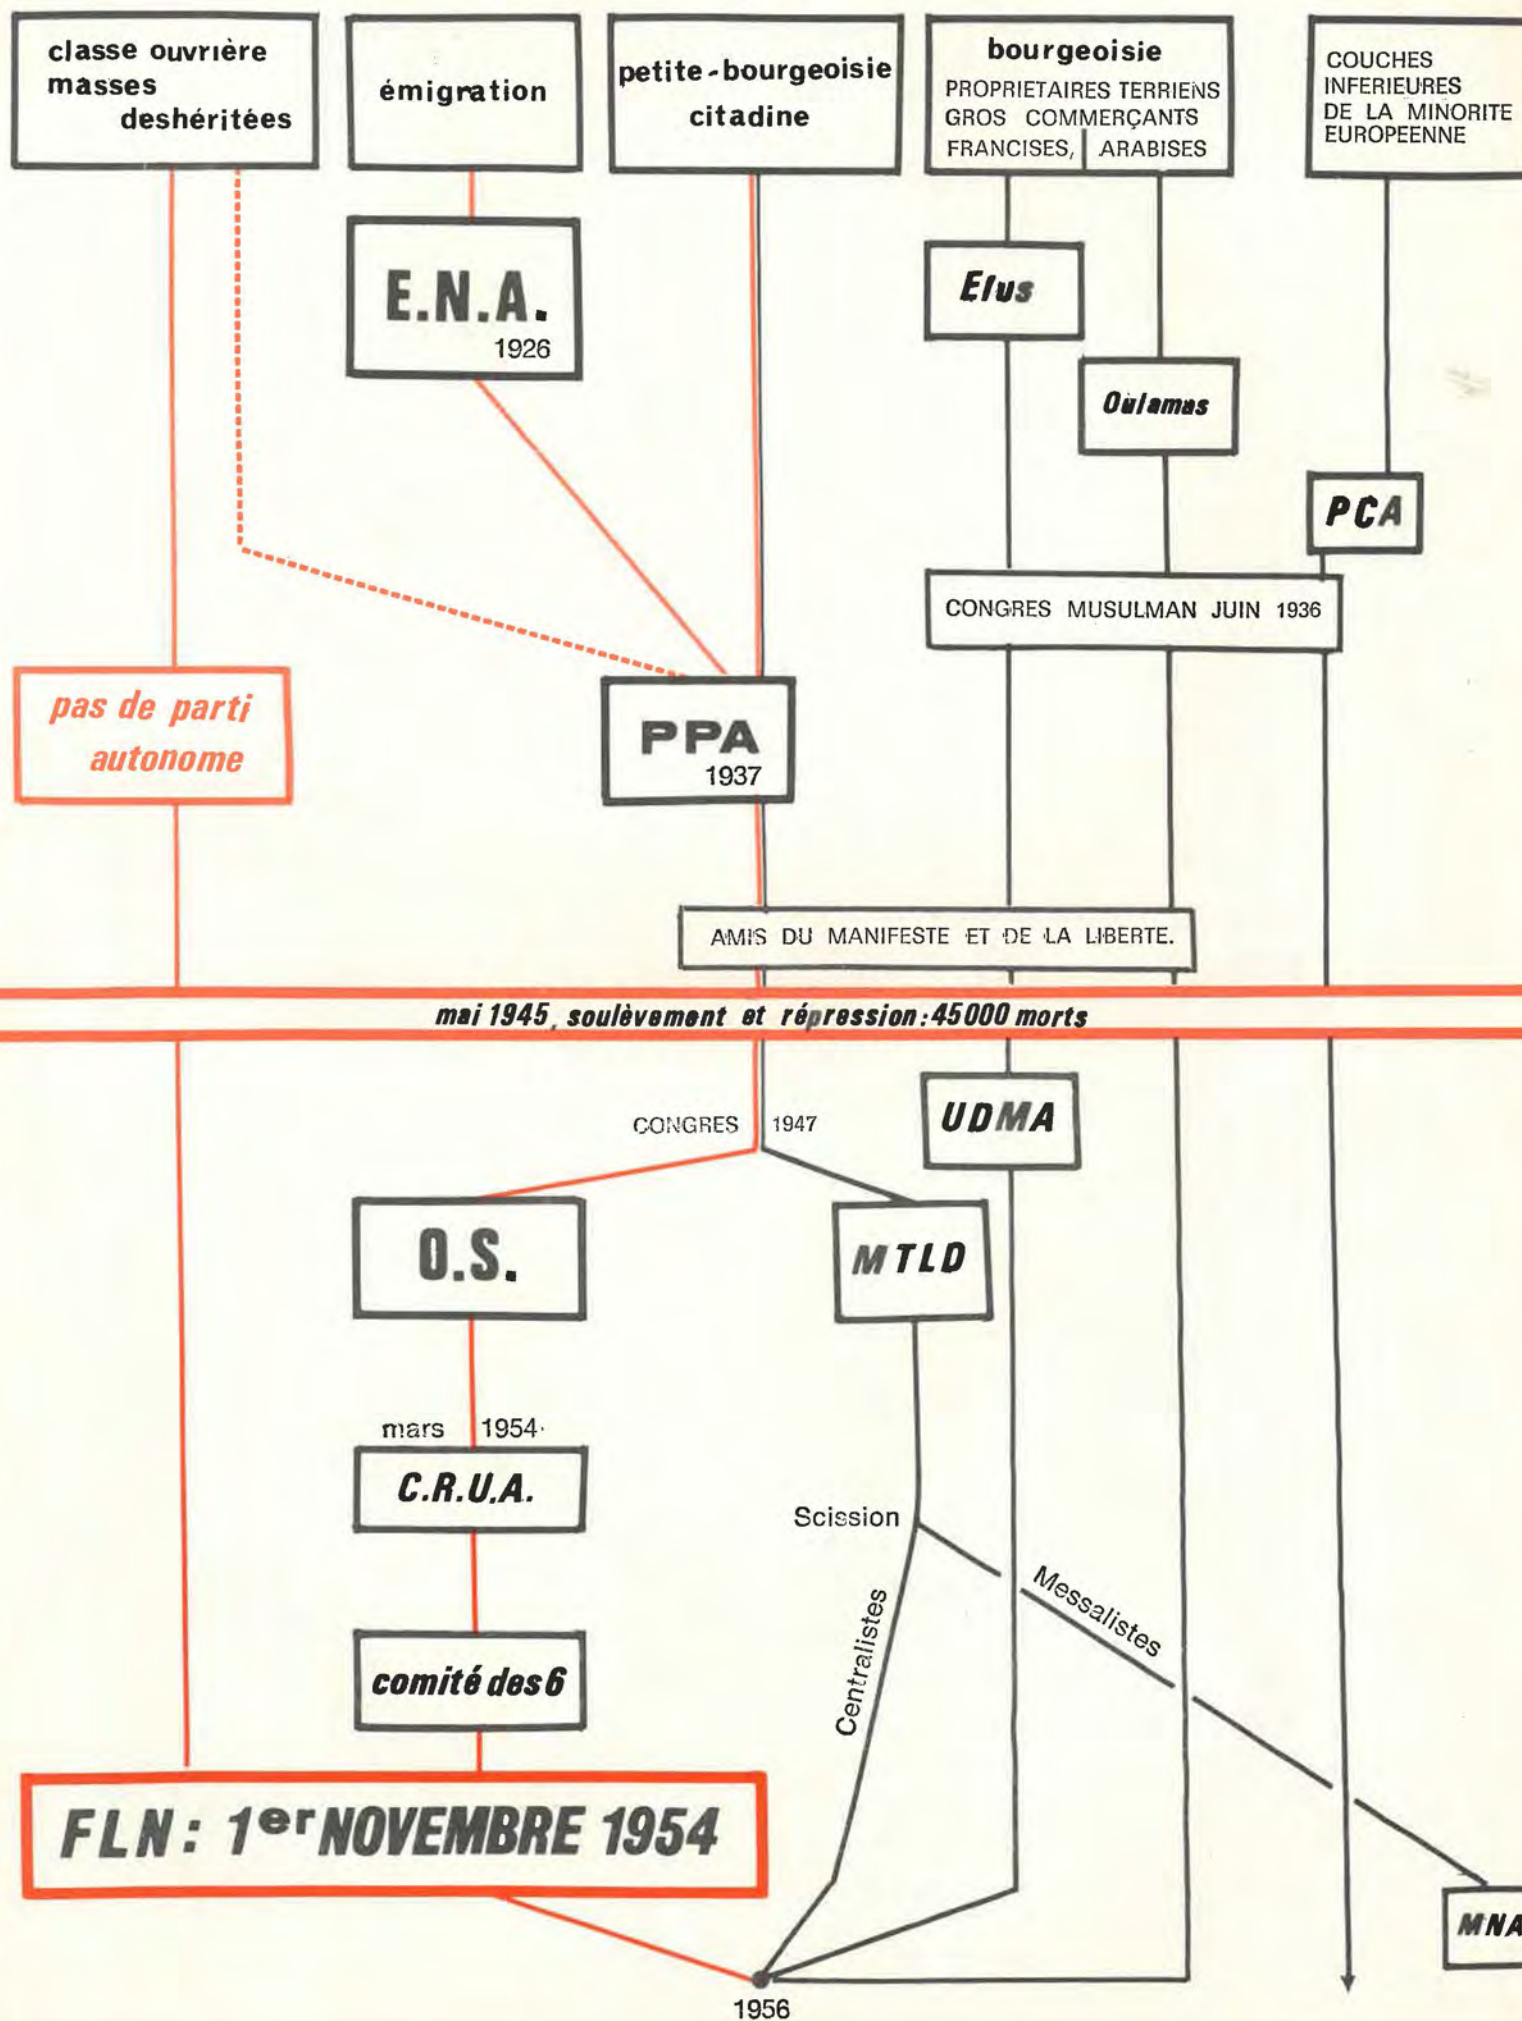 classe ouvrière
masses
deshéritées
émigration
petite-bourgeoisie
citadine
bourgeoisie
PROPRIETAIRES TERRIENS
GROS COMMERÇANTS
FRANCISES, ARABISES
COUCHES
INFERIEURES
DE LA MINORITE
EUROPEENNE
E.N.A.
1926
Elus
Oulamas
PCA
CONGRES MUSULMAN JUIN 1936
pas de parti
autonome
PPA
1937
AMIS DU MANIFESTE ET DE LA LIBERTE.
mai 1945, soulèvement et répression: 45000 morts
CONGRES 1947
UDMA
O.S.
MTLD
mars 1954
C.R.U.A.
Scission
Centralistes
Messalistes
comité des 6
FLN: 1er NOVEMBRE 1954
MNA
1956